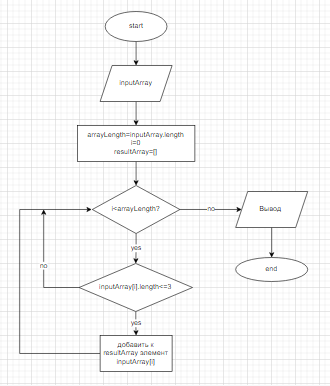 start
inputArray
arrayLength=inputArray.length
i=0
resultArray=[]
i<arrayLength?
no
Вывод
yes
no
inputArray[i].length<=3
end
yes
добавить к
resultArray элемент
inputArray[i]